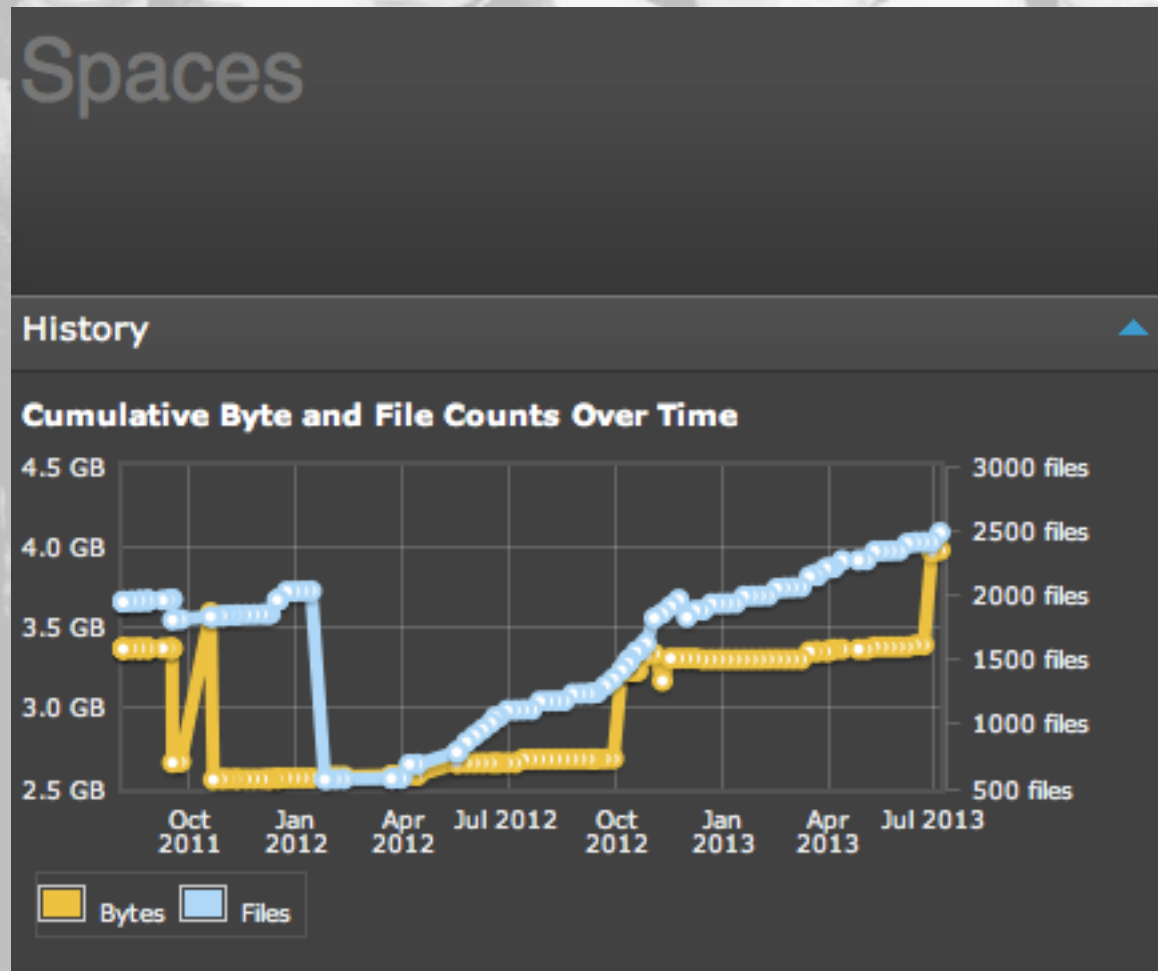 Spaces
History
Cumulative Byte and File Counts Over Time
4.5 GB
3000 files
4.0 GB
2500 files
2000 files
3.5 GB
1500 files
3.0 GB
1000 files
2.5 GB
500 files
Oct 2011
Jan 2012
Apr 2012
Jul 2012
Oct 2012
Jan 2013
Apr 2013
Jul 2013
Bytes
Files